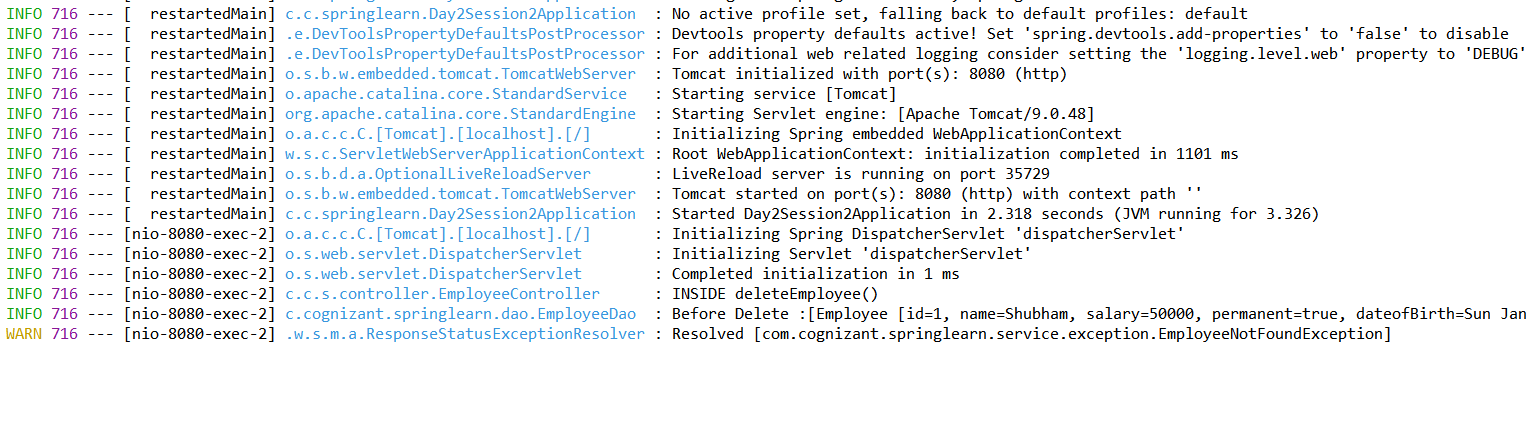 INFO 716 --- [  restartedMain] c.c.springlearn.Day2Session2Application  : No active profile set, falling back to default profiles: default
INFO 716 --- [  restartedMain] .e.DevToolsPropertyDefaultsPostProcessor : Devtools property defaults active! Set 'spring.devtools.add-properties' to 'false' to disable
INFO 716 --- [  restartedMain] .e.DevToolsPropertyDefaultsPostProcessor : For additional web related logging consider setting the 'logging.level.web' property to 'DEBUG'
INFO 716 --- [  restartedMain] o.s.b.w.embedded.tomcat.TomcatWebServer  : Tomcat initialized with port(s): 8080 (http)
INFO 716 --- [  restartedMain] o.apache.catalina.core.StandardService   : Starting service [Tomcat]
INFO 716 --- [  restartedMain] org.apache.catalina.core.StandardEngine  : Starting Servlet engine: [Apache Tomcat/9.0.48]
INFO 716 --- [  restartedMain] o.a.c.c.C.[Tomcat].[localhost].[/]       : Initializing Spring embedded WebApplicationContext
INFO 716 --- [  restartedMain] w.s.c.ServletWebServerApplicationContext : Root WebApplicationContext: initialization completed in 1101 ms
INFO 716 --- [  restartedMain] o.s.b.d.a.OptionalLiveReloadServer       : LiveReload server is running on port 35729
INFO 716 --- [  restartedMain] o.s.b.w.embedded.tomcat.TomcatWebServer  : Tomcat started on port(s): 8080 (http) with context path ''
INFO 716 --- [  restartedMain] c.c.springlearn.Day2Session2Application  : Started Day2Session2Application in 2.318 seconds (JVM running for 3.326)
INFO 716 --- [nio-8080-exec-2] o.a.c.c.C.[Tomcat].[localhost].[/]       : Initializing Spring DispatcherServlet 'dispatcherServlet'
INFO 716 --- [nio-8080-exec-2] o.s.web.servlet.DispatcherServlet        : Initializing Servlet 'dispatcherServlet'
INFO 716 --- [nio-8080-exec-2] o.s.web.servlet.DispatcherServlet        : Completed initialization in 1 ms
INFO 716 --- [nio-8080-exec-2] c.c.s.controller.EmployeeController      : INSIDE deleteEmployee()
INFO 716 --- [nio-8080-exec-2] c.cognizant.springlearn.dao.EmployeeDao  : Before Delete :[Employee [id=1, name=Shubham, salary=50000, permanent=true, dateofBirth=Sun Jan
WARN 716 --- [nio-8080-exec-2] .w.s.m.a.ResponseStatusExceptionResolver : Resolved [com.cognizant.springlearn.service.exception.EmployeeNotFoundException]